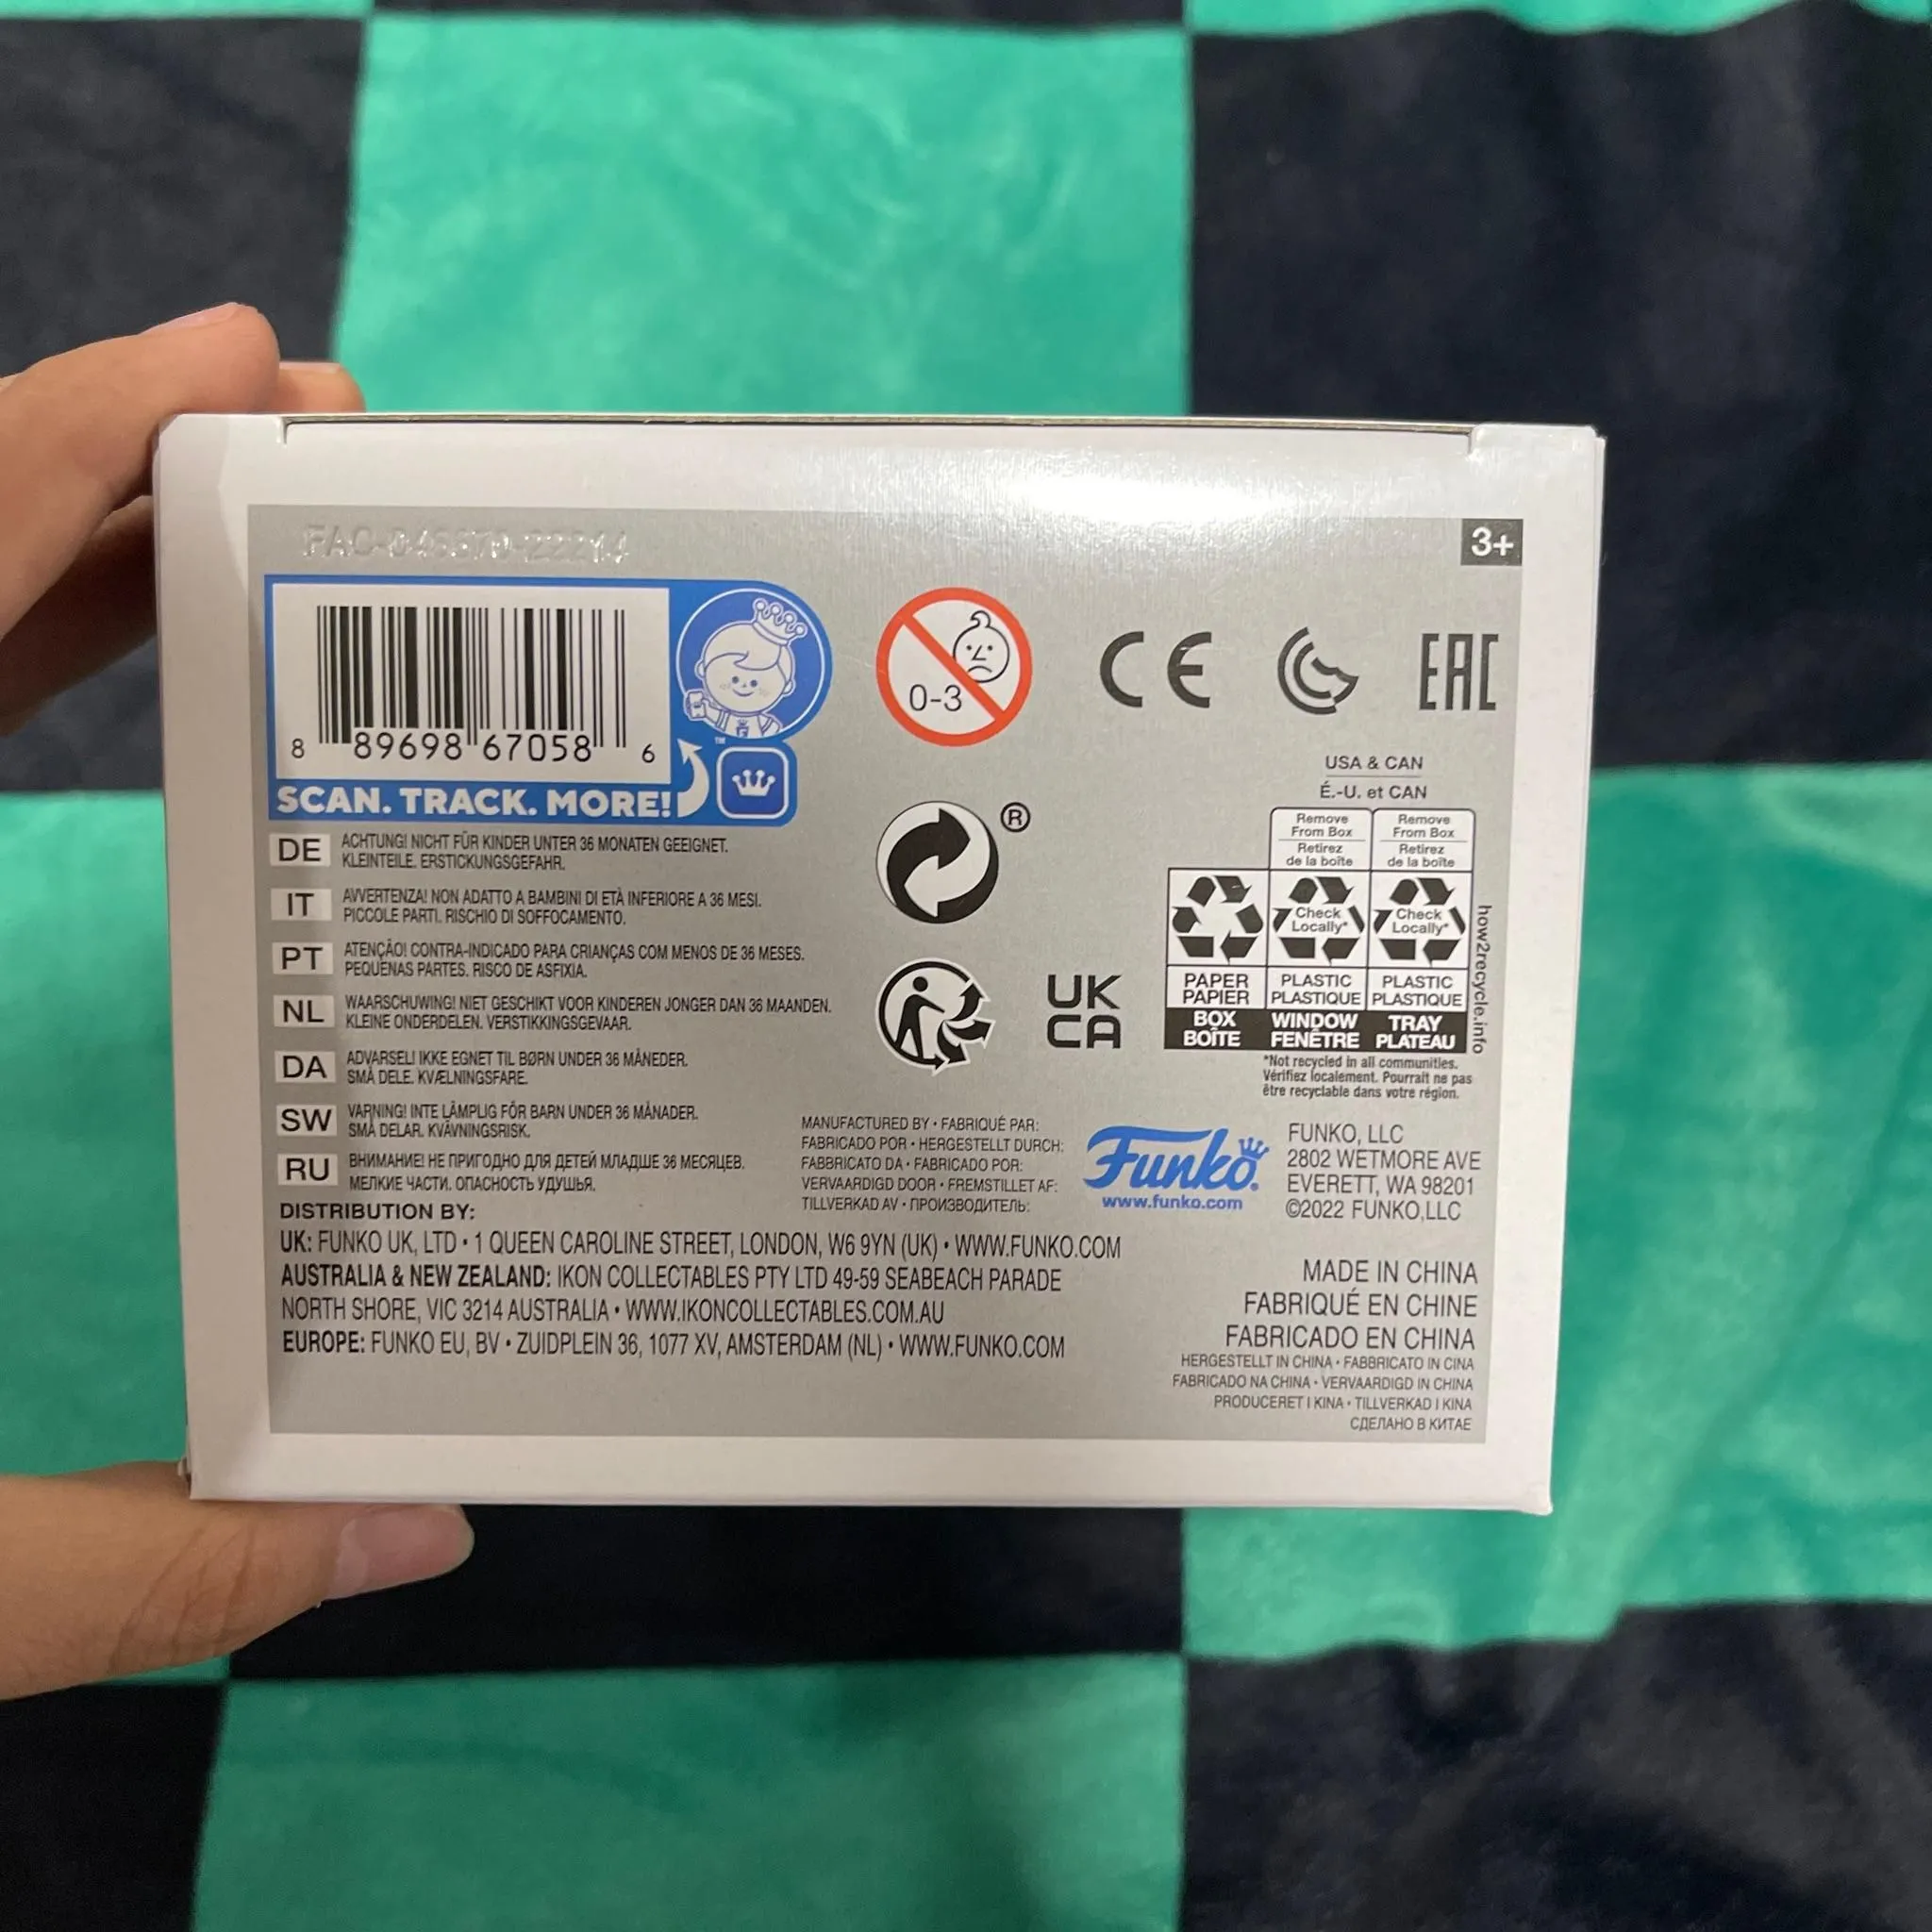 3+
8 89698 67058 6
SCAN. TRACK. MORE!
™
0-3
CE
EAC
®
UK
CA
USA & CAN
É.-U. et CAN
Remove From Box
Retirez de la boîte
Remove From Box
Retirez de la boîte
Check Locally*
Check Locally*
PAPER PAPIER
PLASTIC PLASTIQUE
PLASTIC PLASTIQUE
BOX BOÎTE
WINDOW FENÊTRE
TRAY PLATEAU
how2recycle.info
*Not recycled in all communities.
Vérifiez localement. Pourrait ne pas
être recyclable dans votre région.
DE ACHTUNG! NICHT FÜR KINDER UNTER 36 MONATEN GEEIGNET.
KLEINTEILE. ERSTICKUNGSGEFAHR.
IT AVVERTENZA! NON ADATTO A BAMBINI DI ETÀ INFERIORE A 36 MESI.
PICCOLE PARTI. RISCHIO DI SOFFOCAMENTO.
PT ATENÇÃO! CONTRA-INDICADO PARA CRIANÇAS COM MENOS DE 36 MESES.
PEQUENAS PARTES. RISCO DE ASFIXIA.
NL WAARSCHUWING! NIET GESCHIKT VOOR KINDEREN JONGER DAN 36 MAANDEN.
KLEINE ONDERDELEN. VERSTIKKINGSGEVAAR.
DA ADVARSEL! IKKE EGNET TIL BØRN UNDER 36 MÅNEDER.
SMÅ DELE. KVÆLNINGSFARE.
SW VARNING! INTE LÄMPLIG FÖR BARN UNDER 36 MÅNADER.
SMÅ DELAR. KVÄVNINGSRISK.
RU ВНИМАНИЕ! НЕ ПРИГОДНО ДЛЯ ДЕТЕЙ МЛАДШЕ 36 МЕСЯЦЕВ.
МЕЛКИЕ ЧАСТИ. ОПАСНОСТЬ УДУШЬЯ.
MANUFACTURED BY • FABRIQUÉ PAR:
FABRICADO POR • HERGESTELLT DURCH:
FABBRICATO DA • FABRICADO POR:
VERVAARDIGD DOOR • FREMSTILLET AF:
TILLVERKAD AV • ПРОИЗВОДИТЕЛЬ:
Funko®
www.funko.com
FUNKO, LLC
2802 WETMORE AVE
EVERETT, WA 98201
©2022 FUNKO,LLC
DISTRIBUTION BY:
UK: FUNKO UK, LTD • 1 QUEEN CAROLINE STREET, LONDON, W6 9YN (UK) • WWW.FUNKO.COM
AUSTRALIA & NEW ZEALAND: IKON COLLECTABLES PTY LTD 49-59 SEABEACH PARADE
NORTH SHORE, VIC 3214 AUSTRALIA • WWW.IKONCOLLECTABLES.COM.AU
EUROPE: FUNKO EU, BV • ZUIDPLEIN 36, 1077 XV, AMSTERDAM (NL) • WWW.FUNKO.COM
MADE IN CHINA
FABRIQUÉ EN CHINE
FABRICADO EN CHINA
HERGESTELLT IN CHINA • FABBRICATO IN CINA
FABRICADO NA CHINA • VERVAARDIGD IN CHINA
PRODUCERET I KINA • TILLVERKAD I KINA
СДЕЛАНО В КИТАЕ